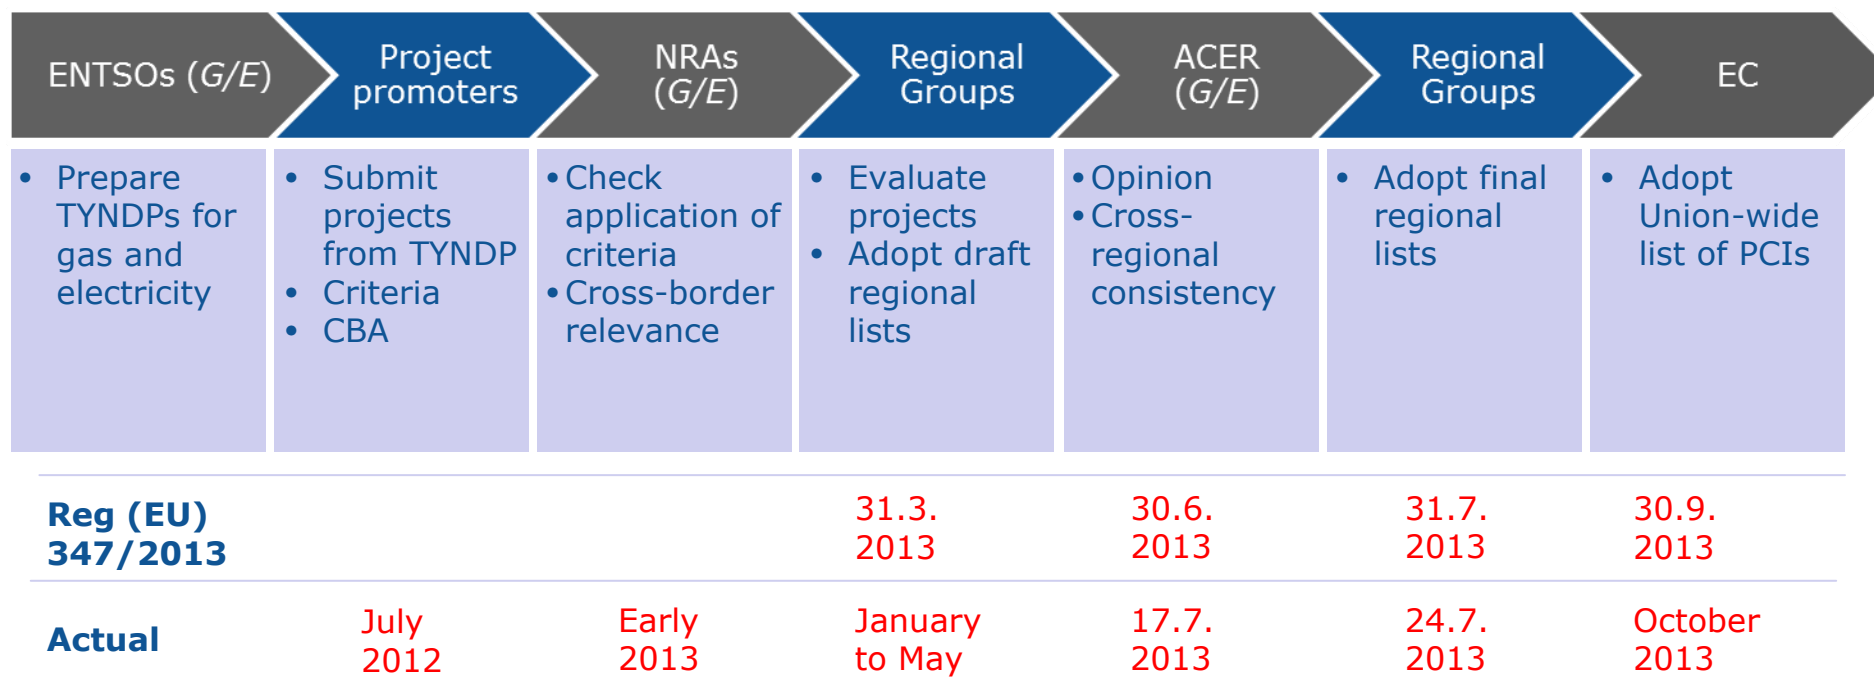 ENTSOs (G/E)
Project
promoters
NRAs
(G/E)
Regional
Groups
ACER
(G/E)
Regional
Groups
EC
• Prepare
TYNDPs for
gas and
electricity
• Submit
projects
from TYNDP
• Criteria
• CBA
• Check
application of
criteria
• Cross-border
relevance
• Evaluate
projects
• Adopt draft
regional
lists
• Opinion
• Cross-
regional
consistency
• Adopt final
regional
lists
• Adopt
Union-wide
list of PCIs
Reg (EU)
347/2013
31.3.
2013
30.6.
2013
31.7.
2013
30.9.
2013
Actual
July
2012
Early
2013
January
to May
17.7.
2013
24.7.
2013
October
2013